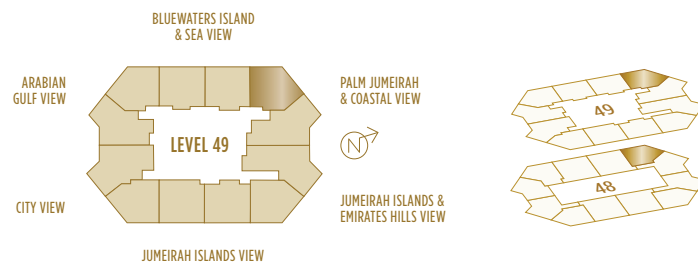 BLUEWATERS ISLAND
& SEA VIEW
ARABIAN
GULF VIEW
PALM JUMEIRAH
& COASTAL VIEW
LEVEL 49
N
CITY VIEW
JUMEIRAH ISLANDS &
EMIRATES HILLS VIEW
JUMEIRAH ISLANDS VIEW
49
48